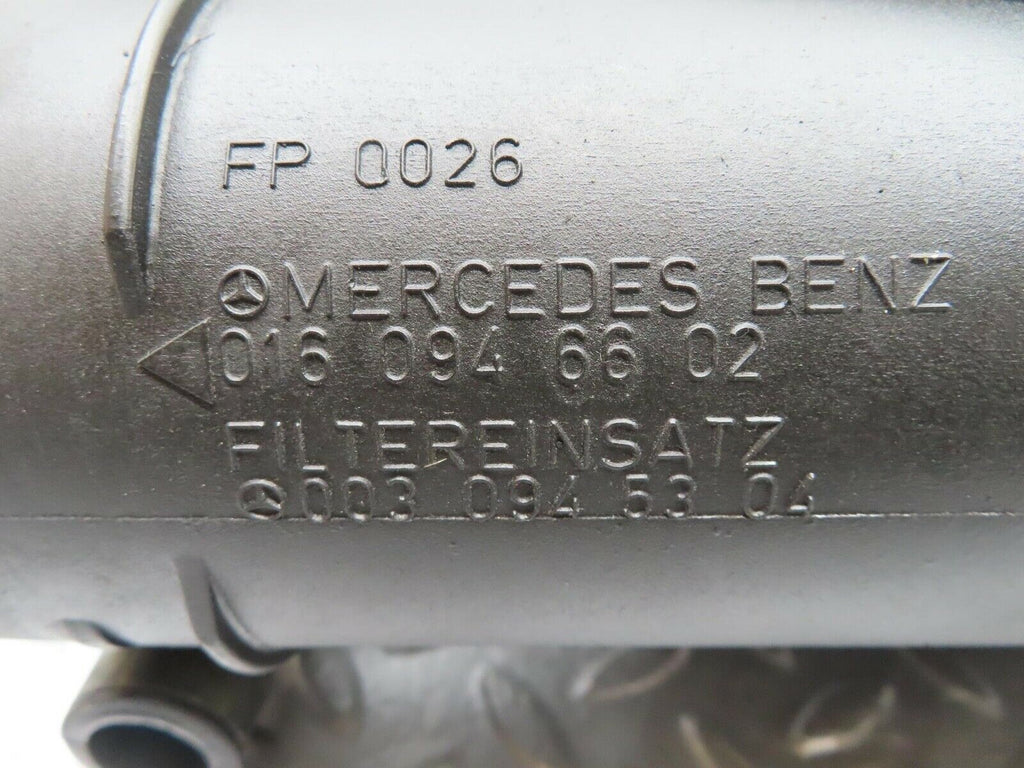 FP 0026
MERCEDES BENZ
016 094 66 02
FILTEREINSATZ
003 094 53 04